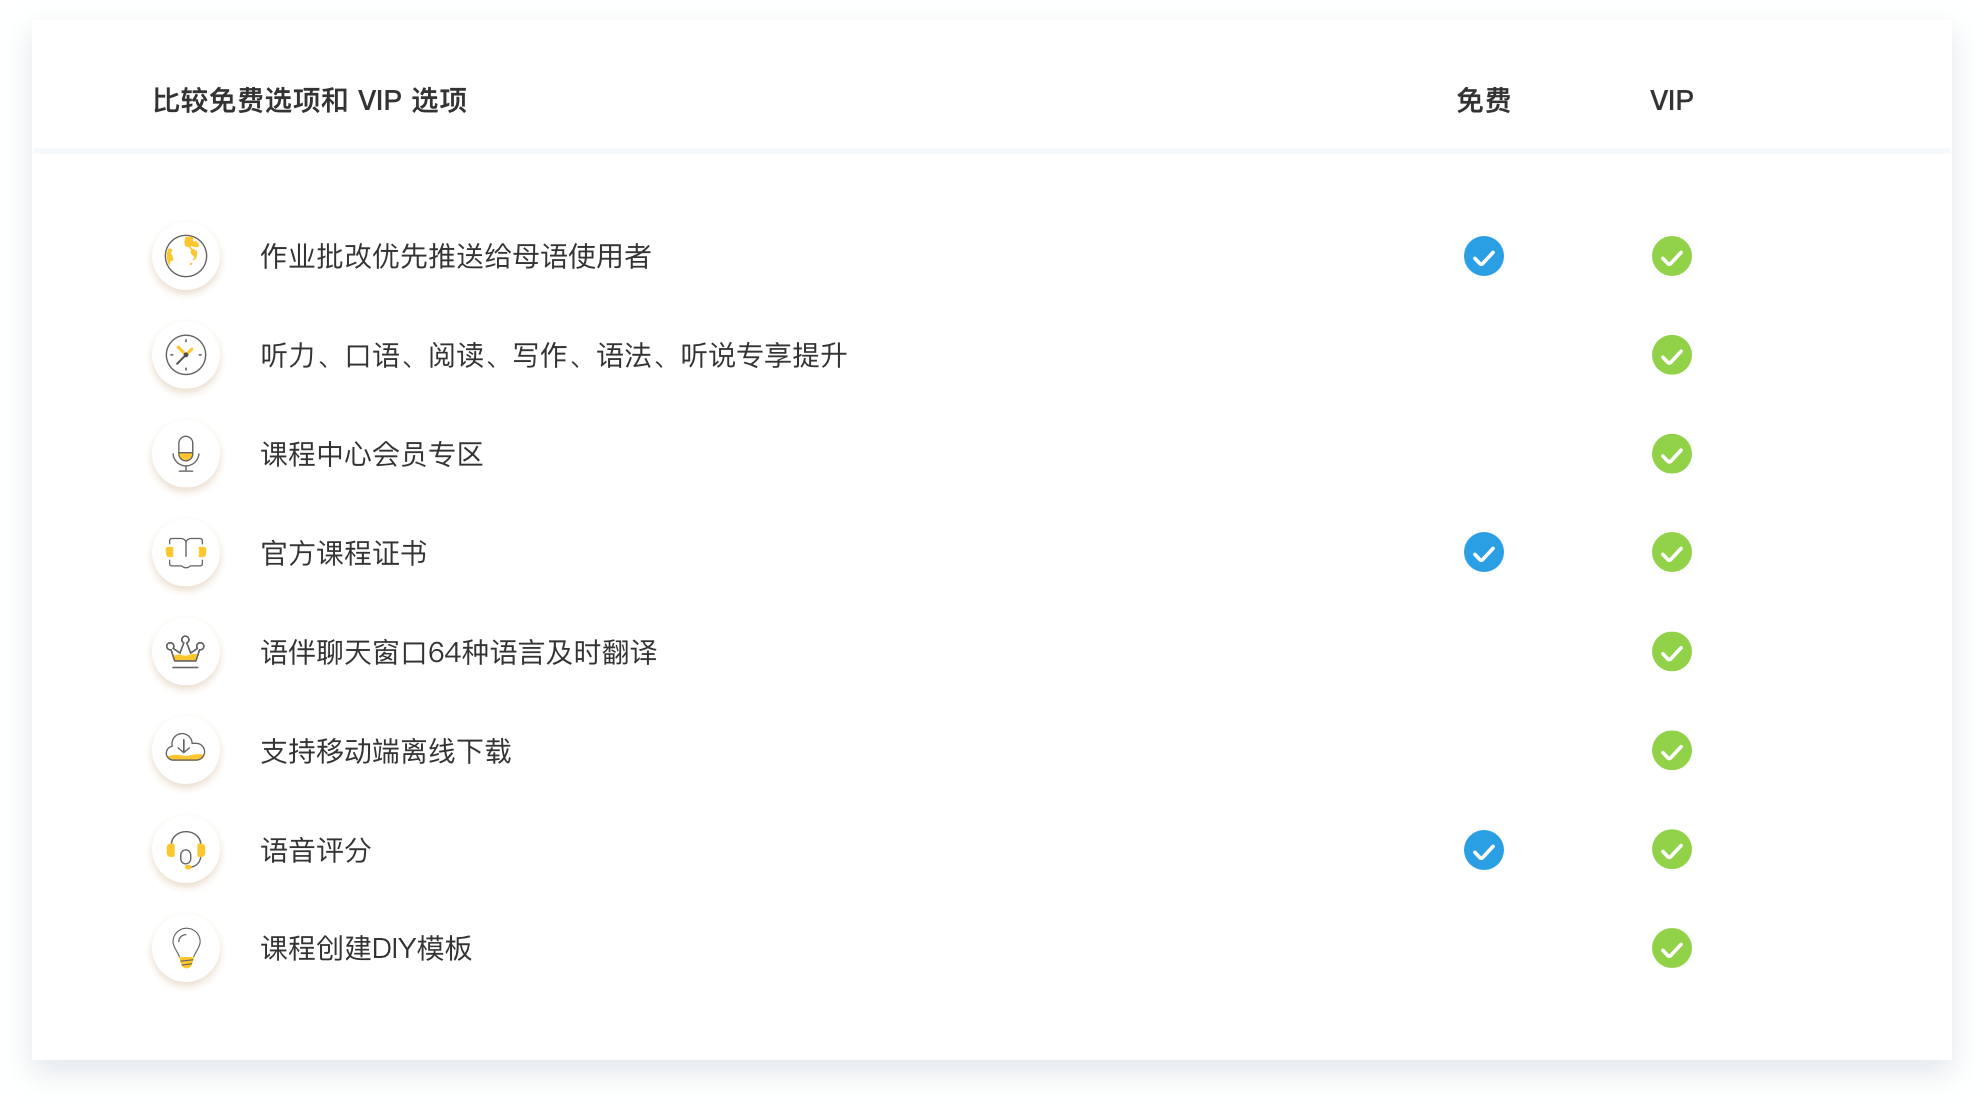 比较免费选项和 VIP 选项 免费 VIP
作业批改优先推送给母语使用者
听力、口语、阅读、写作、语法、听说专享提升
课程中心会员专区
官方课程证书
语伴聊天窗口64种语言及时翻译
支持移动端离线下载
语音评分
课程创建DIY模板